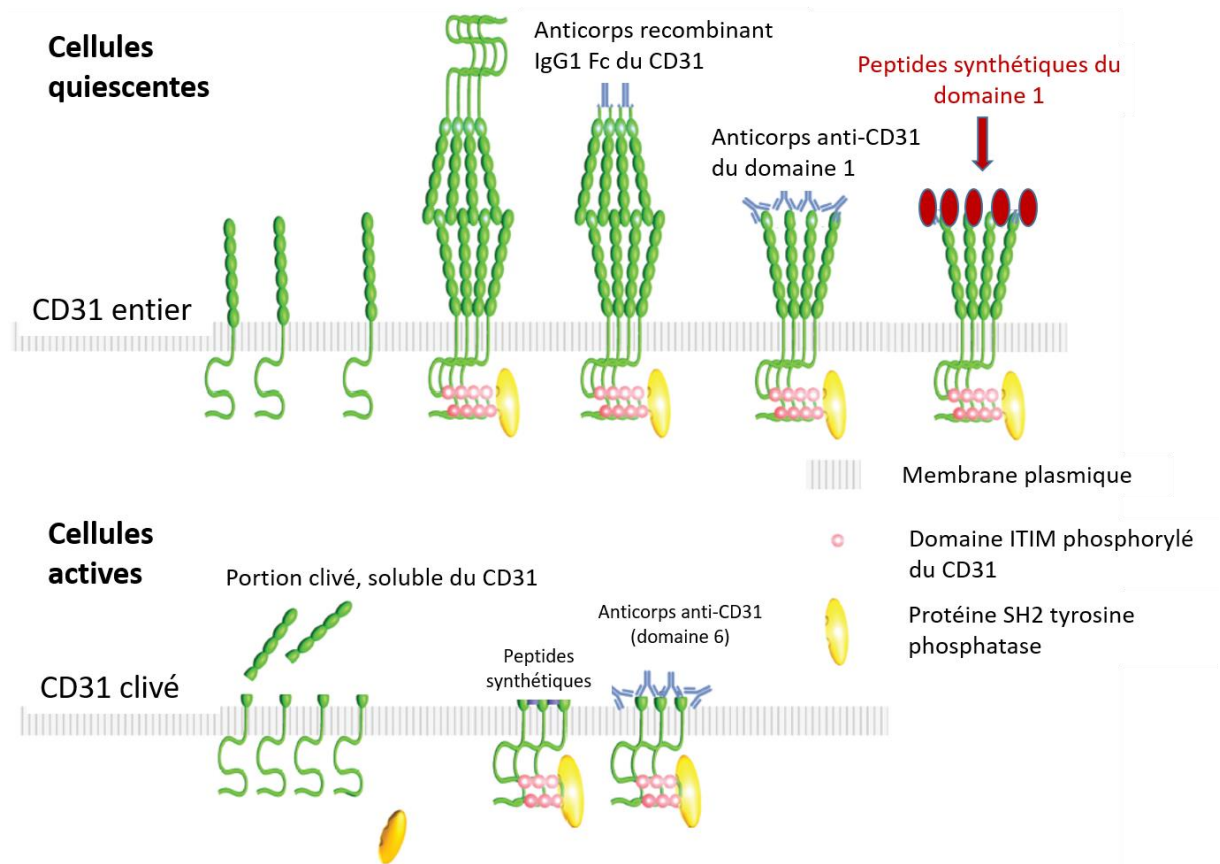 Cellules
quiescentes
Anticorps recombinant
IgG1 Fc du CD31
Peptides synthétiques du
domaine 1
Anticorps anti-CD31
du domaine 1
CD31 entier
Membrane plasmique
Cellules
actives
Domaine ITIM phosphorylé
du CD31
Portion clivé, soluble du CD31
Anticorps anti-CD31
(domaine 6)
Protéine SH2 tyrosine
phosphatase
Peptides
synthétiques
CD31 clivé